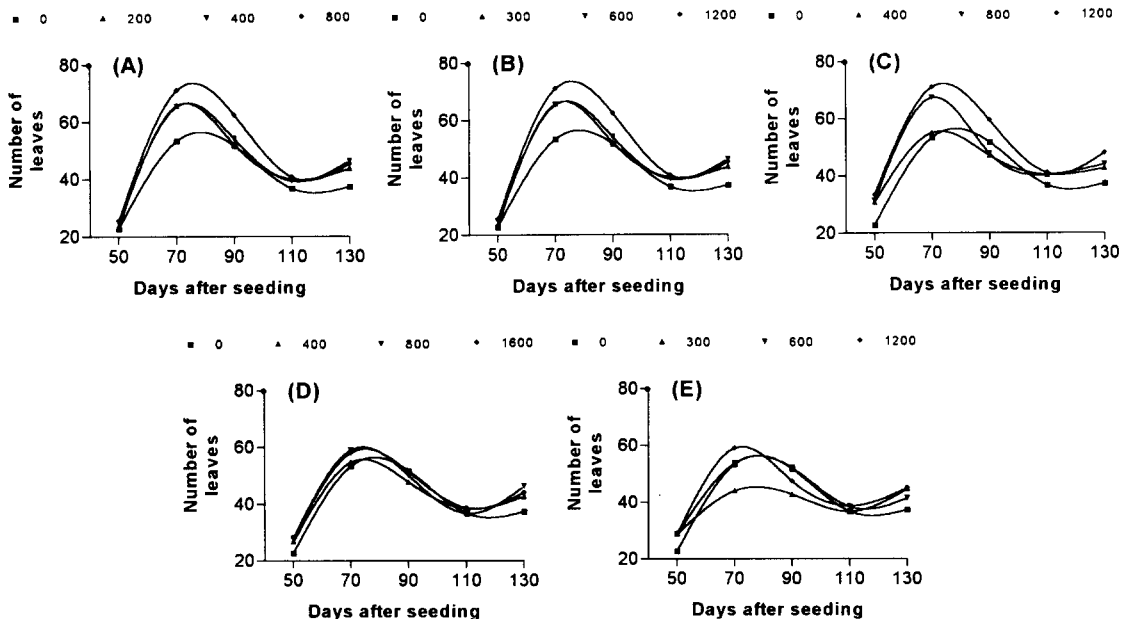 0 200 400 800 0 300 600 1200 0 400 800 1200
(A)
80
60
40
20
Number of
leaves
50 70 90 110 130
Days after seeding
(B)
80
60
40
20
Number of
leaves
50 70 90 110 130
Days after seeding
(C)
80
60
40
20
Number of
leaves
50 70 90 110 130
Days after seeding
0 400 800 1600 0 300 600 1200
(D)
80
60
40
20
Number of
leaves
50 70 90 110 130
Days after seeding
(E)
80
60
40
20
Number of
leaves
50 70 90 110 130
Days after seeding